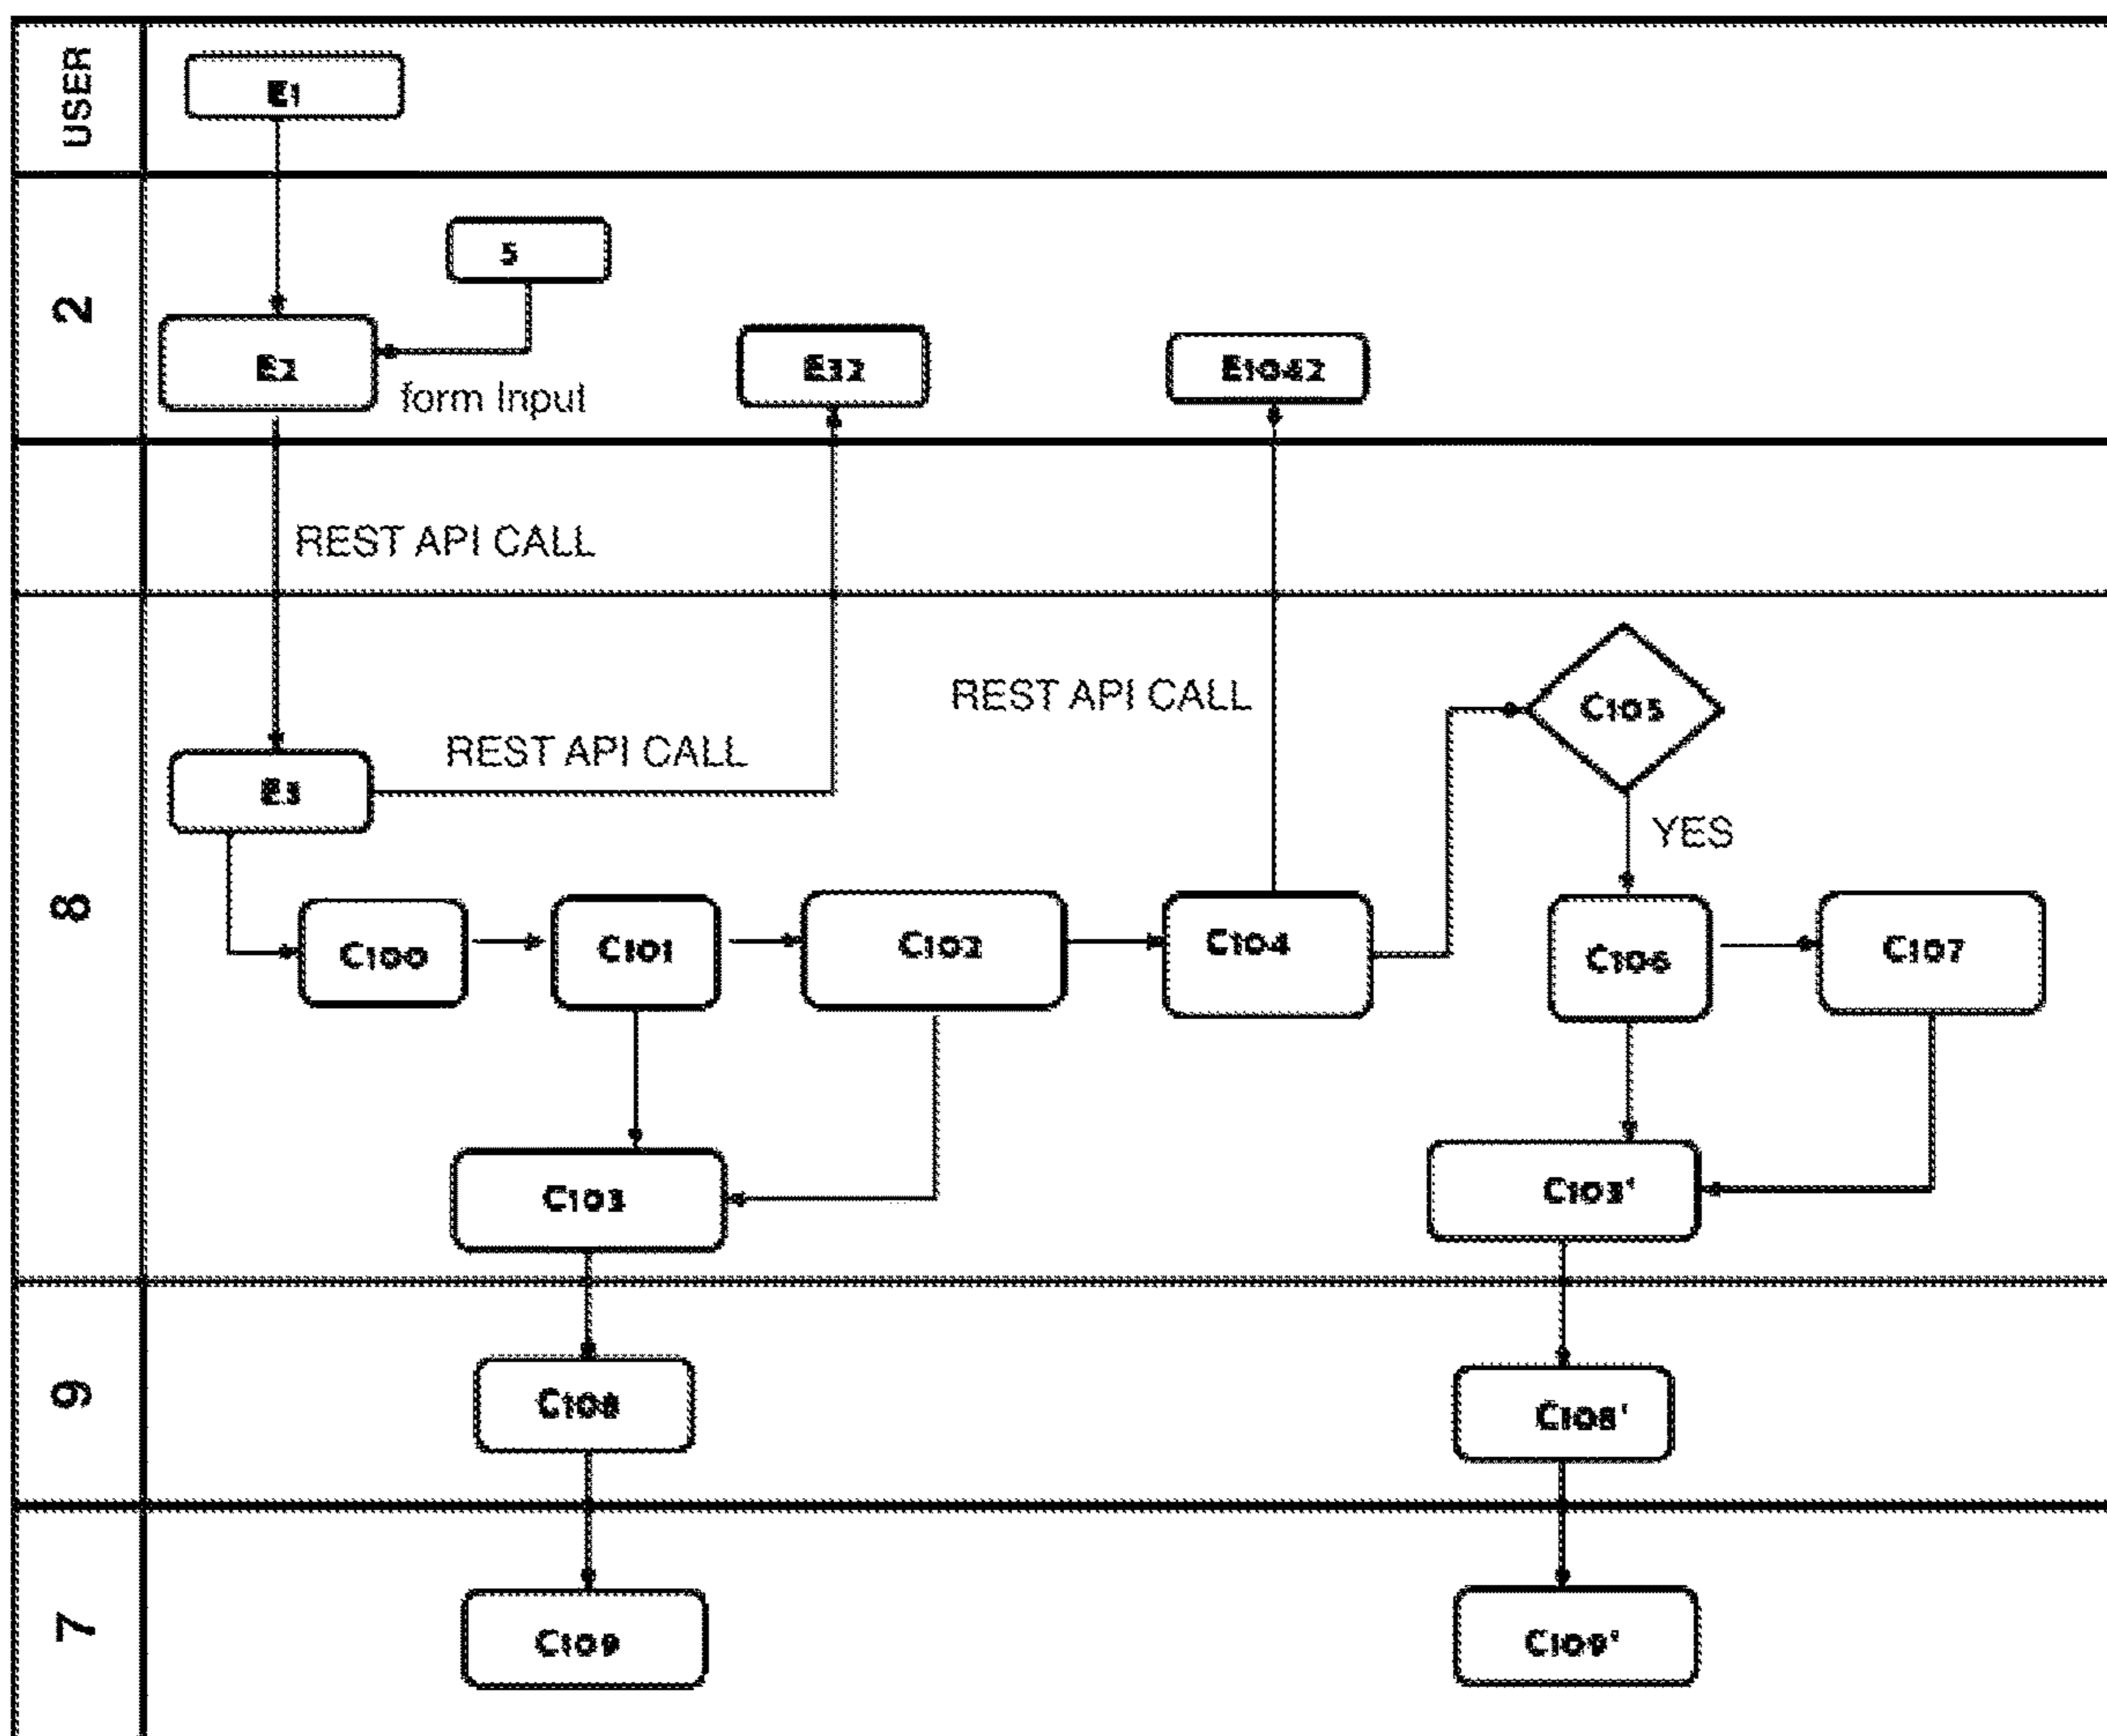 USER
E1
2
5
E2
form Input
E32
E1042
REST API CALL
8
REST API CALL
C105
REST API CALL
E3
YES
C100
C101
C102
C104
C106
C107
C103
C103'
9
C108
C108'
7
C109
C109'